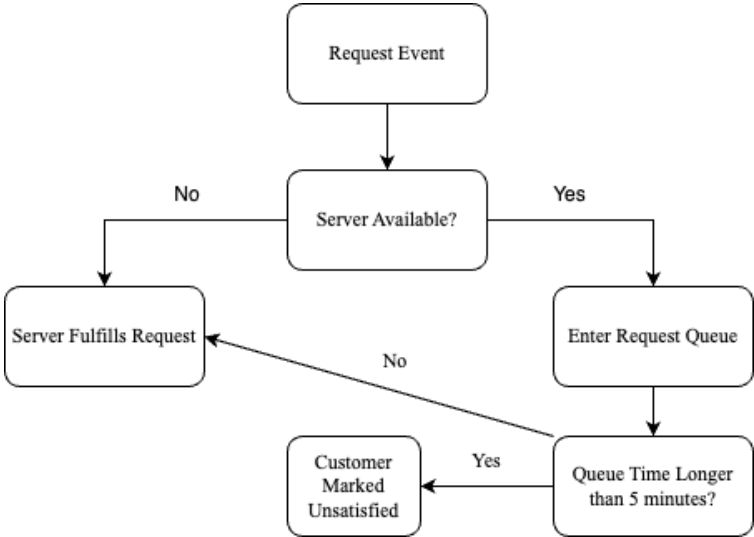 Request Event
No
Server Available?
Yes
Server Fulfills Request
Enter Request Queue
No
Customer
Marked
Unsatisfied
Yes
Queue Time Longer
than 5 minutes?